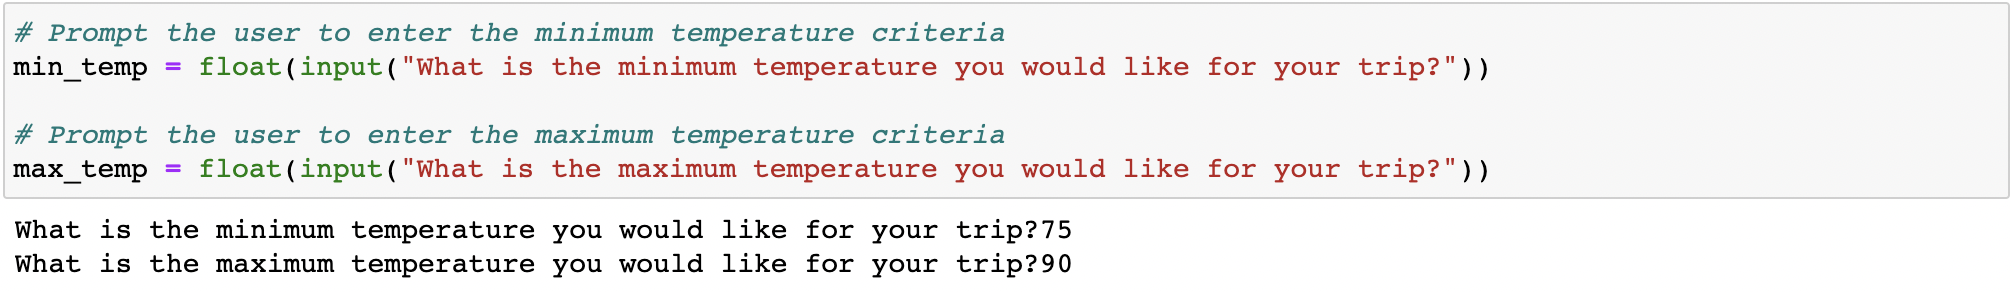 # Prompt the user to enter the minimum temperature criteria
min_temp = float(input("What is the minimum temperature you would like for your trip?"))
# Prompt the user to enter the maximum temperature criteria
max_temp = float(input("What is the maximum temperature you would like for your trip?"))
What is the minimum temperature you would like for your trip?75
What is the maximum temperature you would like for your trip?90